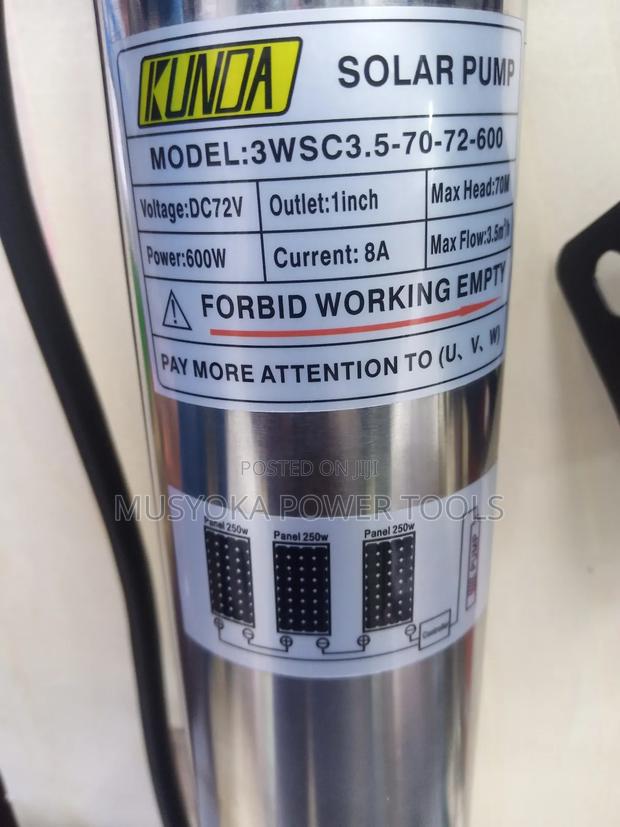 KUNDA SOLAR PUMP
MODEL:3WSC3.5-70-72-600
Voltage:DC72V Outlet:1inch Max Head:70M
Power:600W Current: 8A Max Flow:3.5m³/h
FORBID WORKING EMPTY
PAY MORE ATTENTION TO (U、V、W)
POSTED ON JIJI
MUSYOKA POWER TOOLS
Panel 250w Panel 250w Panel 250w
Controller
PUMP